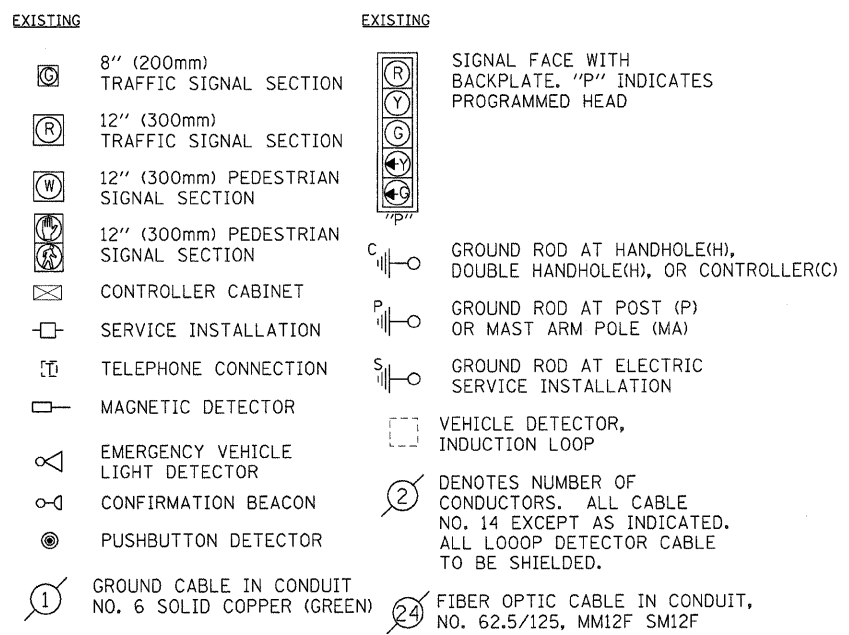 EXISTING
G
8" (200mm)
TRAFFIC SIGNAL SECTION
R
12" (300mm)
TRAFFIC SIGNAL SECTION
W
12" (300mm) PEDESTRIAN
SIGNAL SECTION
12" (300mm) PEDESTRIAN
SIGNAL SECTION
CONTROLLER CABINET
SERVICE INSTALLATION
T
TELEPHONE CONNECTION
MAGNETIC DETECTOR
EMERGENCY VEHICLE
LIGHT DETECTOR
CONFIRMATION BEACON
PUSHBUTTON DETECTOR
1
GROUND CABLE IN CONDUIT
NO. 6 SOLID COPPER (GREEN)
EXISTING
R
Y
G
Y
G
"P"
SIGNAL FACE WITH
BACKPLATE. "P" INDICATES
PROGRAMMED HEAD
C
GROUND ROD AT HANDHOLE(H),
DOUBLE HANDHOLE(H), OR CONTROLLER(C)
P
GROUND ROD AT POST (P)
OR MAST ARM POLE (MA)
S
GROUND ROD AT ELECTRIC
SERVICE INSTALLATION
VEHICLE DETECTOR,
INDUCTION LOOP
2
DENOTES NUMBER OF
CONDUCTORS. ALL CABLE
NO. 14 EXCEPT AS INDICATED.
ALL LOOOP DETECTOR CABLE
TO BE SHIELDED.
24
FIBER OPTIC CABLE IN CONDUIT,
NO. 62.5/125, MM12F SM12F